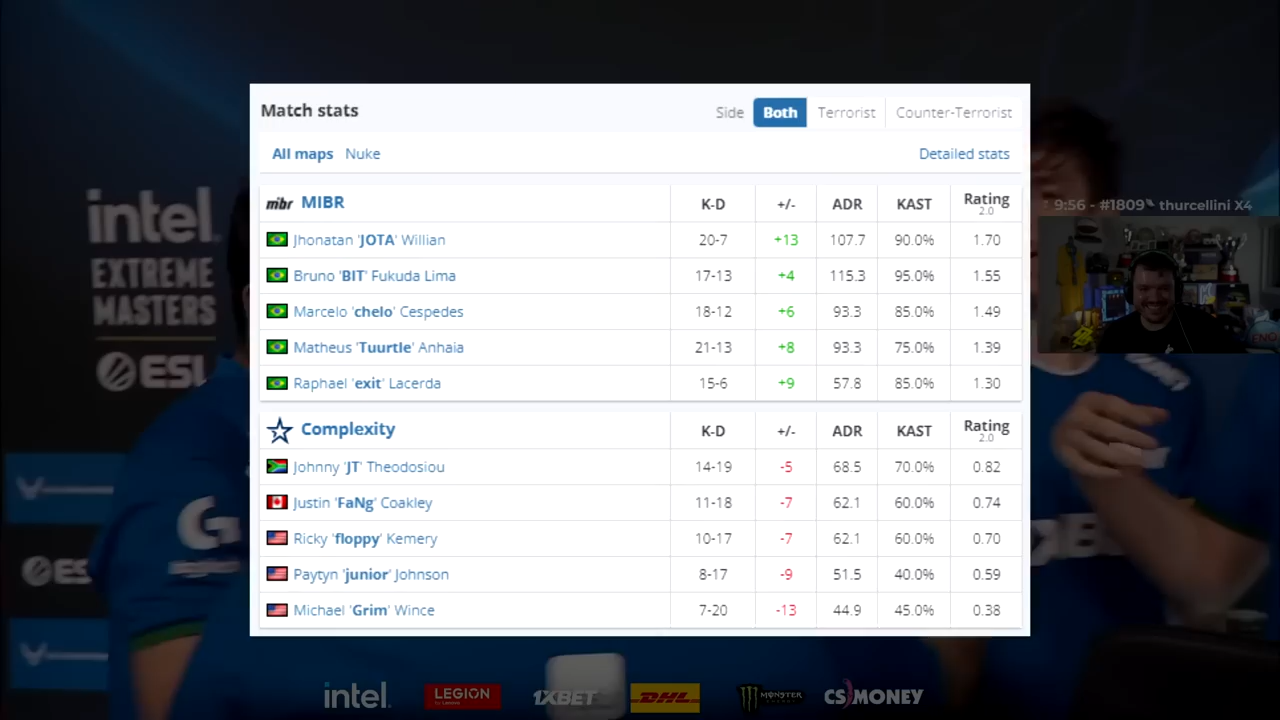 Match stats
Side Both Terrorist Counter-Terrorist
All maps Nuke Detailed stats
mibr MIBR K-D +/- ADR KAST Rating 2.0
Jhonatan 'JOTA' Willian 20-7 +13 107.7 90.0% 1.70
Bruno 'BIT' Fukuda Lima 17-13 +4 115.3 95.0% 1.55
Marcelo 'chelo' Cespedes 18-12 +6 93.3 85.0% 1.49
Matheus 'Tuurtle' Anhaia 21-13 +8 93.3 75.0% 1.39
Raphael 'exit' Lacerda 15-6 +9 57.8 85.0% 1.30
Complexity K-D +/- ADR KAST Rating 2.0
Johnny 'JT' Theodosiou 14-19 -5 68.5 70.0% 0.82
Justin 'FaNg' Coakley 11-18 -7 62.1 60.0% 0.74
Ricky 'floppy' Kemery 10-17 -7 62.1 60.0% 0.70
Paytyn 'junior' Johnson 8-17 -9 51.5 40.0% 0.59
Michael 'Grim' Wince 7-20 -13 44.9 45.0% 0.38
9:56 - #1809 thurcellini X4
intel
EXTREME
MASTERS
ESL
intel LEGION by Lenovo 1XBET DHL MONSTER CS MONEY